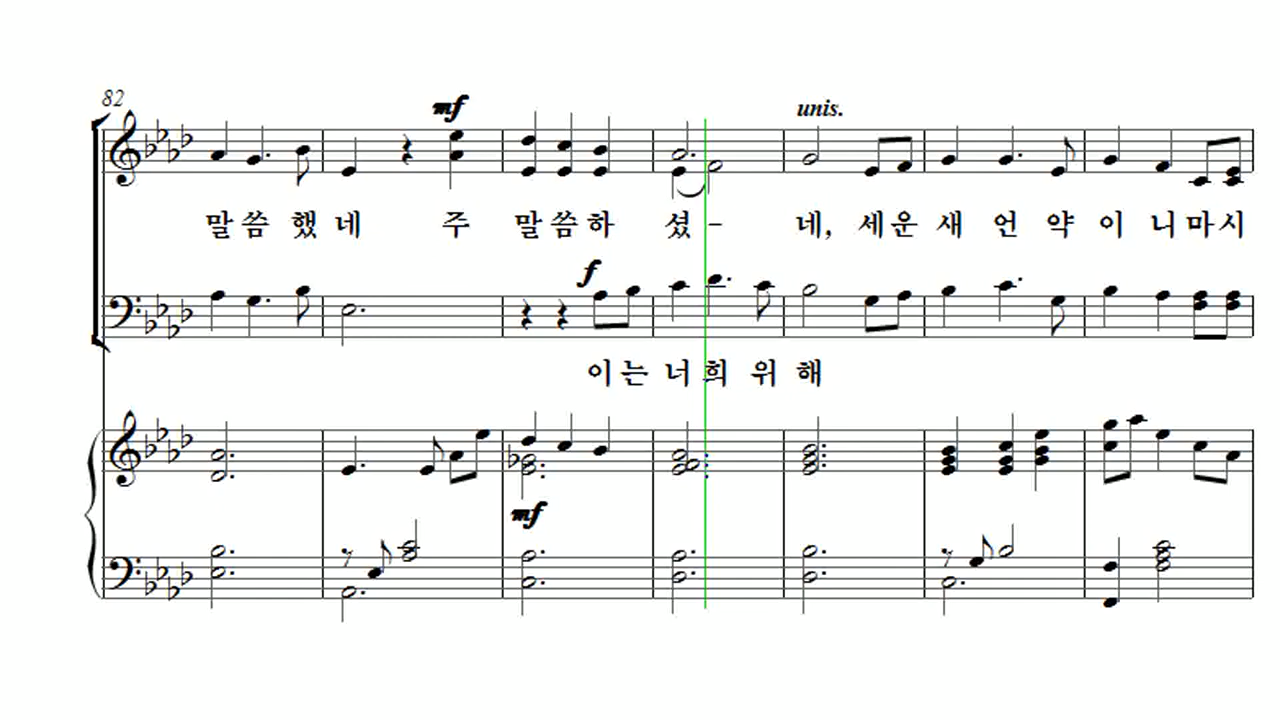 82
mf
unis.
말 씀 했 네 주 말 씀 하 셨 - 네, 세 운 새 언 약 이 니 마 시
f
이 는 너 희 위 해
mf